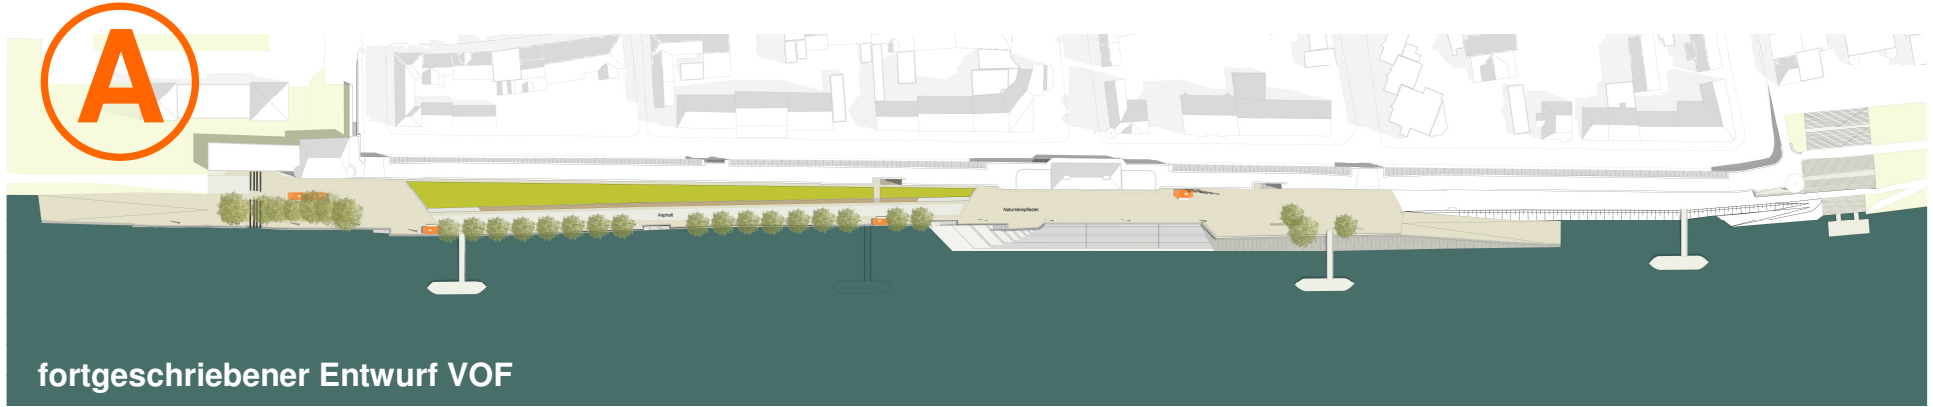 A
Asphalt
Natursteinpflaster
fortgeschriebener Entwurf VOF